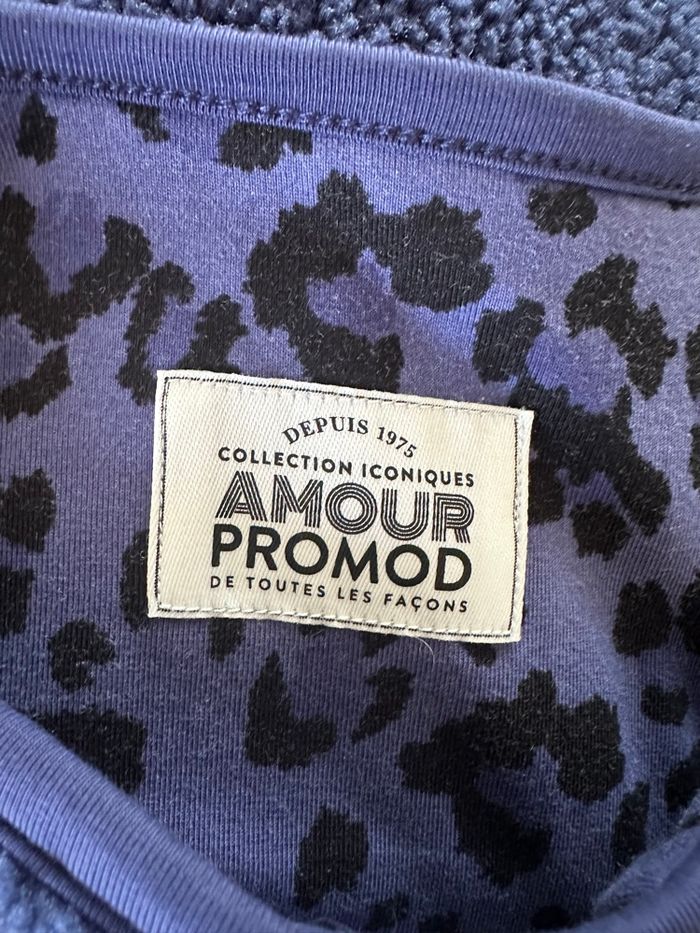 DEPUIS 1975
COLLECTION ICONIQUES
AMOUR
PROMOD
DE TOUTES LES FAÇONS